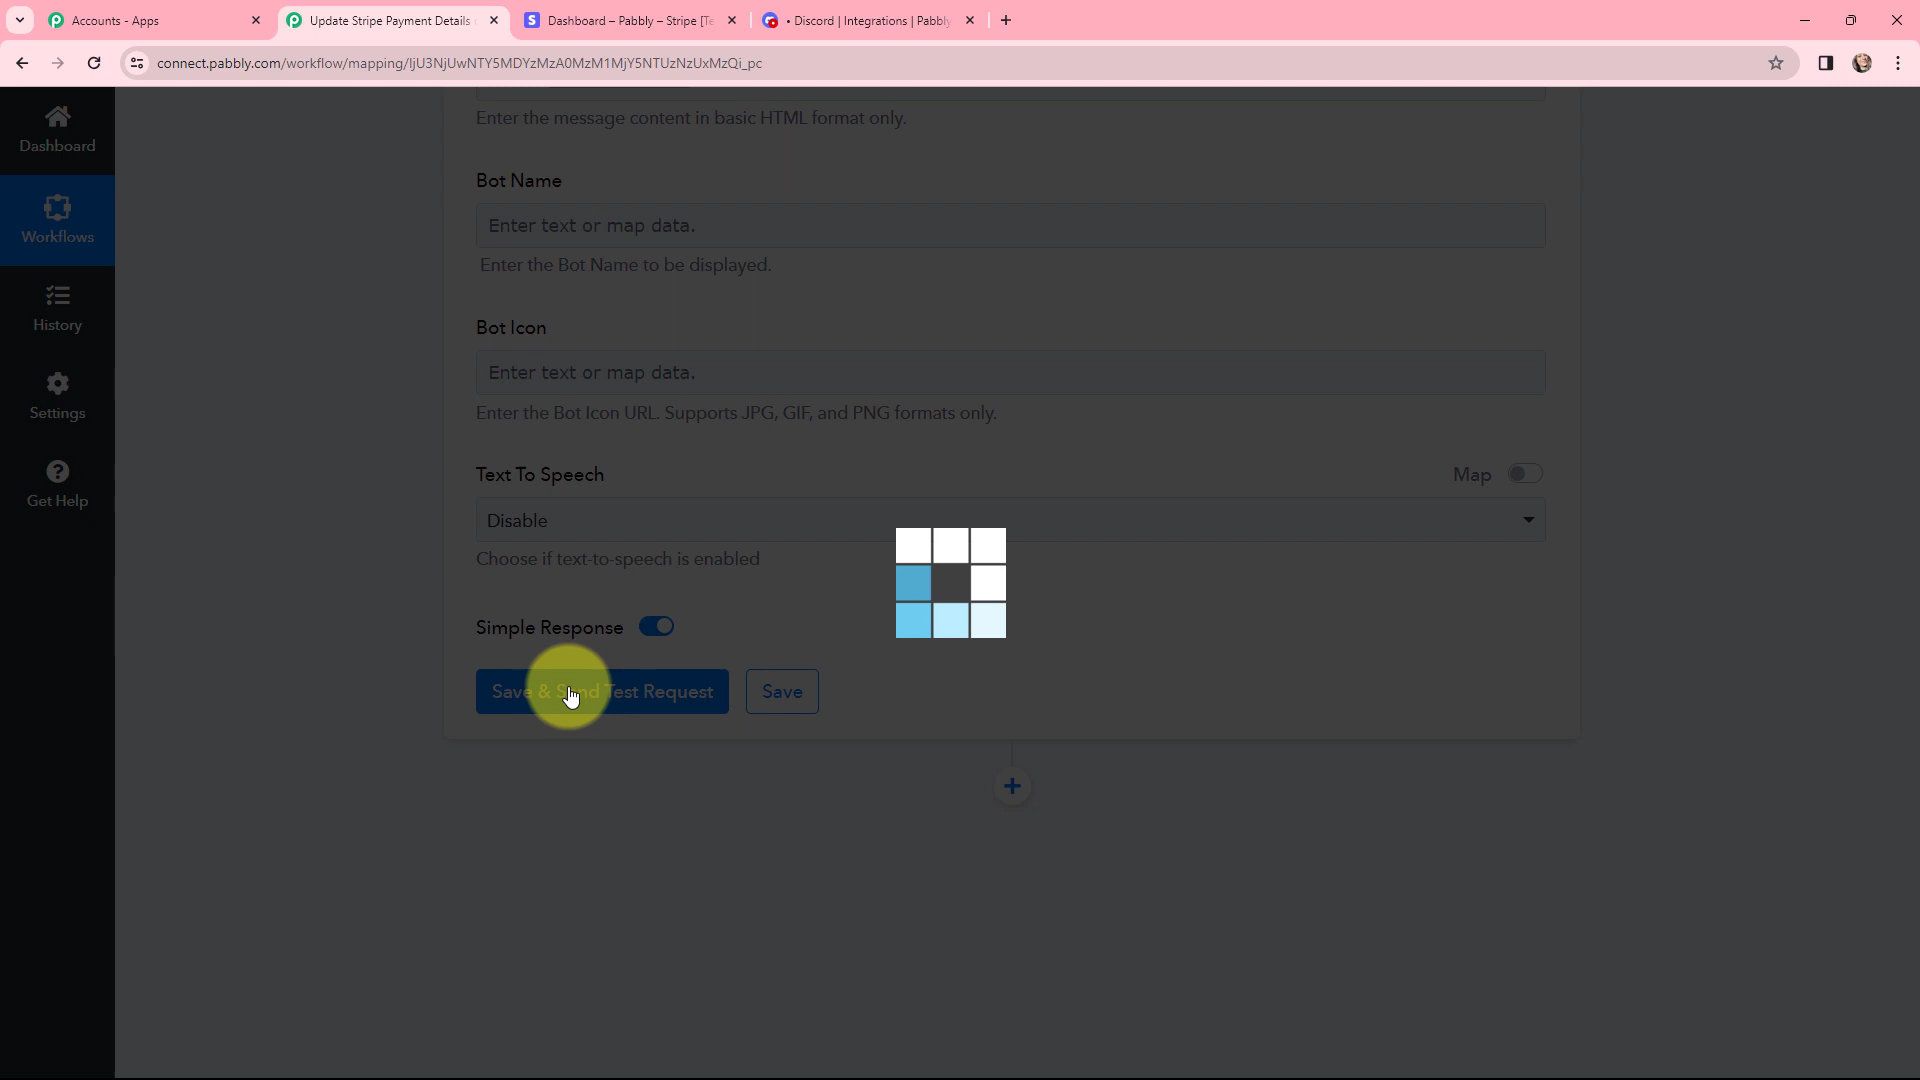 Accounts - Apps
Update Stripe Payment Details
Dashboard – Pabbly – Stripe [Te
• Discord | Integrations | Pabbly
connect.pabbly.com/workflow/mapping/IjU3NjUwNTY5MDYzMzA0MzM1MjY5NTUzNzUxMzQi_pc
Dashboard
Workflows
History
Settings
Get Help
Enter the message content in basic HTML format only.
Bot Name
Enter text or map data.
Enter the Bot Name to be displayed.
Bot Icon
Enter text or map data.
Enter the Bot Icon URL. Supports JPG, GIF, and PNG formats only.
Text To Speech
Map
Disable
Choose if text-to-speech is enabled
Simple Response
Save & Send Test Request
Save